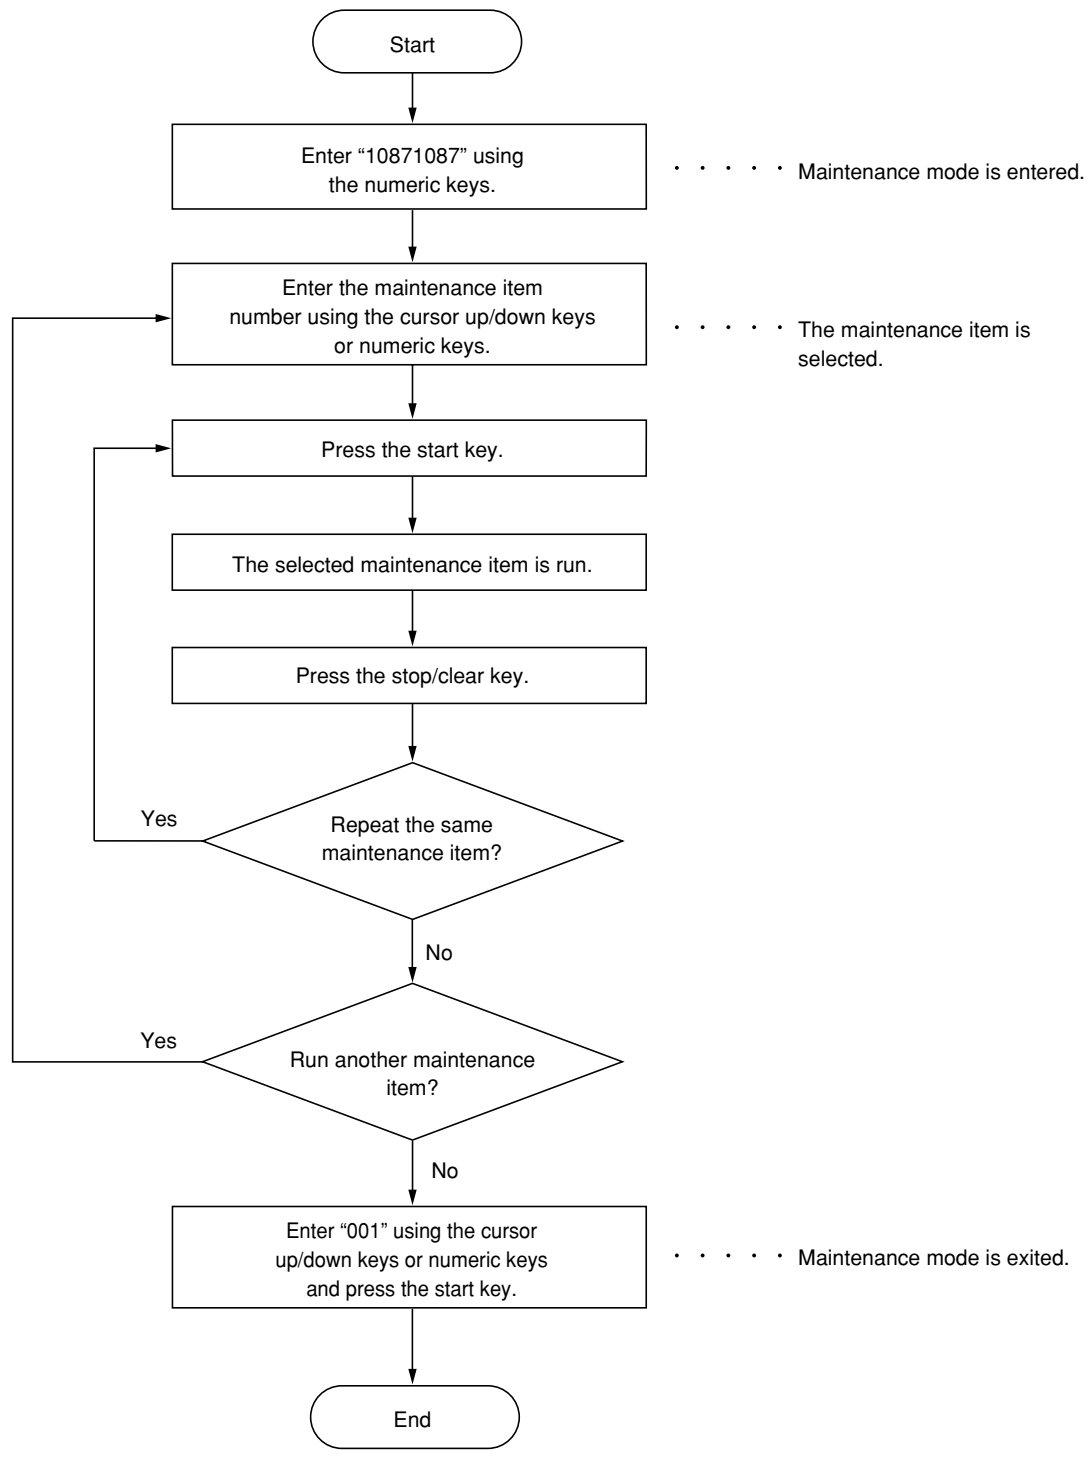 Start
Enter “10871087” using
the numeric keys.
Maintenance mode is entered.
Enter the maintenance item
number using the cursor up/down keys
or numeric keys.
The maintenance item is
selected.
Press the start key.
The selected maintenance item is run.
Press the stop/clear key.
Yes
Repeat the same
maintenance item?
No
Yes
Run another maintenance
item?
No
Enter “001” using the cursor
up/down keys or numeric keys
and press the start key.
Maintenance mode is exited.
End